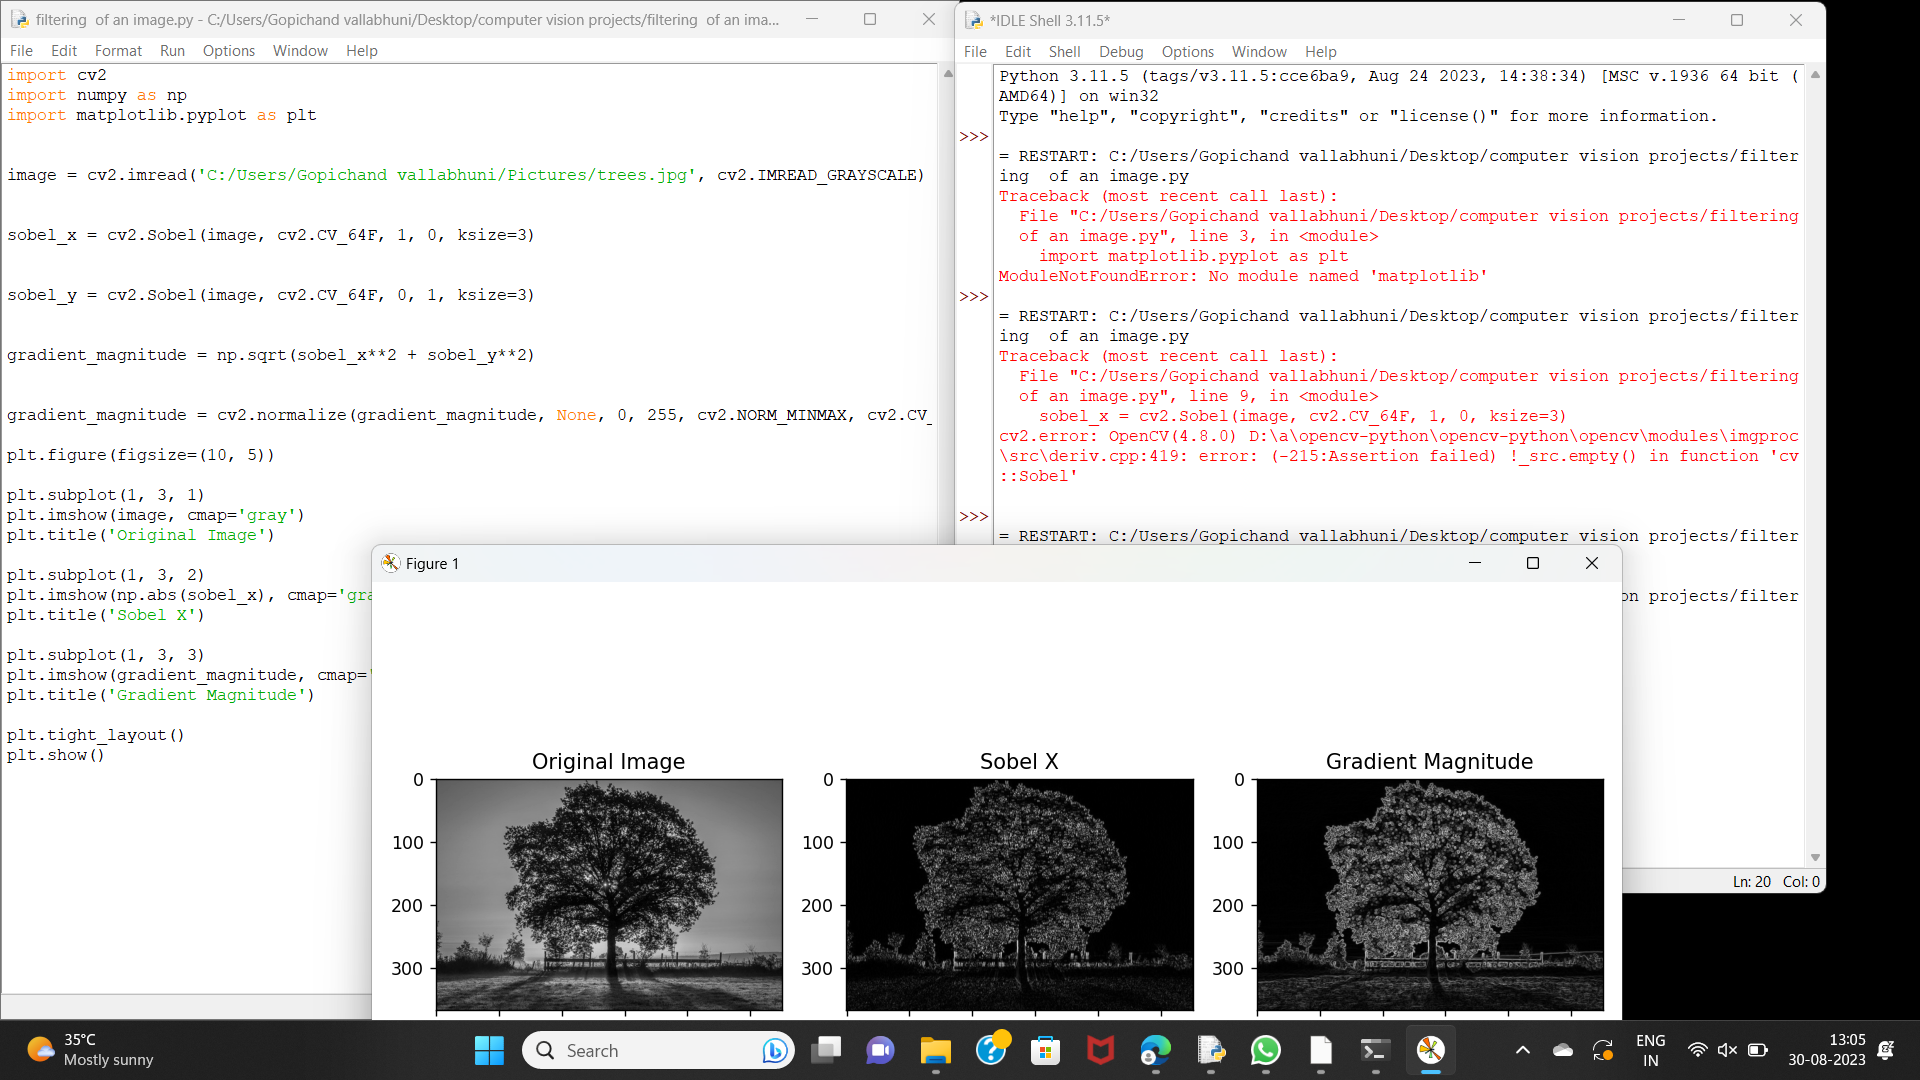 filtering  of an image.py - C:/Users/Gopichand vallabhuni/Desktop/computer vision projects/filtering  of an ima...
File Edit Format Run Options Window Help
import cv2
import numpy as np
import matplotlib.pyplot as plt
image = cv2.imread('C:/Users/Gopichand vallabhuni/Pictures/trees.jpg', cv2.IMREAD_GRAYSCALE)
sobel_x = cv2.Sobel(image, cv2.CV_64F, 1, 0, ksize=3)
sobel_y = cv2.Sobel(image, cv2.CV_64F, 0, 1, ksize=3)
gradient_magnitude = np.sqrt(sobel_x**2 + sobel_y**2)
gradient_magnitude = cv2.normalize(gradient_magnitude, None, 0, 255, cv2.NORM_MINMAX, cv2.CV_
plt.figure(figsize=(10, 5))
plt.subplot(1, 3, 1)
plt.imshow(image, cmap='gray')
plt.title('Original Image')
plt.subplot(1, 3, 2)
plt.imshow(np.abs(sobel_x), cmap='gra
plt.title('Sobel X')
plt.subplot(1, 3, 3)
plt.imshow(gradient_magnitude, cmap='
plt.title('Gradient Magnitude')
plt.tight_layout()
plt.show()
*IDLE Shell 3.11.5*
File Edit Shell Debug Options Window Help
Python 3.11.5 (tags/v3.11.5:cce6ba9, Aug 24 2023, 14:38:34) [MSC v.1936 64 bit (
AMD64)] on win32
Type "help", "copyright", "credits" or "license()" for more information.
>>>
= RESTART: C:/Users/Gopichand vallabhuni/Desktop/computer vision projects/filter
ing  of an image.py
Traceback (most recent call last):
  File "C:/Users/Gopichand vallabhuni/Desktop/computer vision projects/filtering
  of an image.py", line 3, in <module>
    import matplotlib.pyplot as plt
ModuleNotFoundError: No module named 'matplotlib'
>>>
= RESTART: C:/Users/Gopichand vallabhuni/Desktop/computer vision projects/filter
ing  of an image.py
Traceback (most recent call last):
  File "C:/Users/Gopichand vallabhuni/Desktop/computer vision projects/filtering
  of an image.py", line 9, in <module>
    sobel_x = cv2.Sobel(image, cv2.CV_64F, 1, 0, ksize=3)
cv2.error: OpenCV(4.8.0) D:\a\opencv-python\opencv-python\opencv\modules\imgproc
\src\deriv.cpp:419: error: (-215:Assertion failed) !_src.empty() in function 'cv
::Sobel'
>>>
= RESTART: C:/Users/Gopichand vallabhuni/Desktop/computer vision projects/filter
on projects/filter
Ln: 20 Col: 0
Figure 1
Original Image
0
100
200
300
Sobel X
0
100
200
300
Gradient Magnitude
0
100
200
300
35°C
Mostly sunny
Search
ENG
IN
13:05
30-08-2023